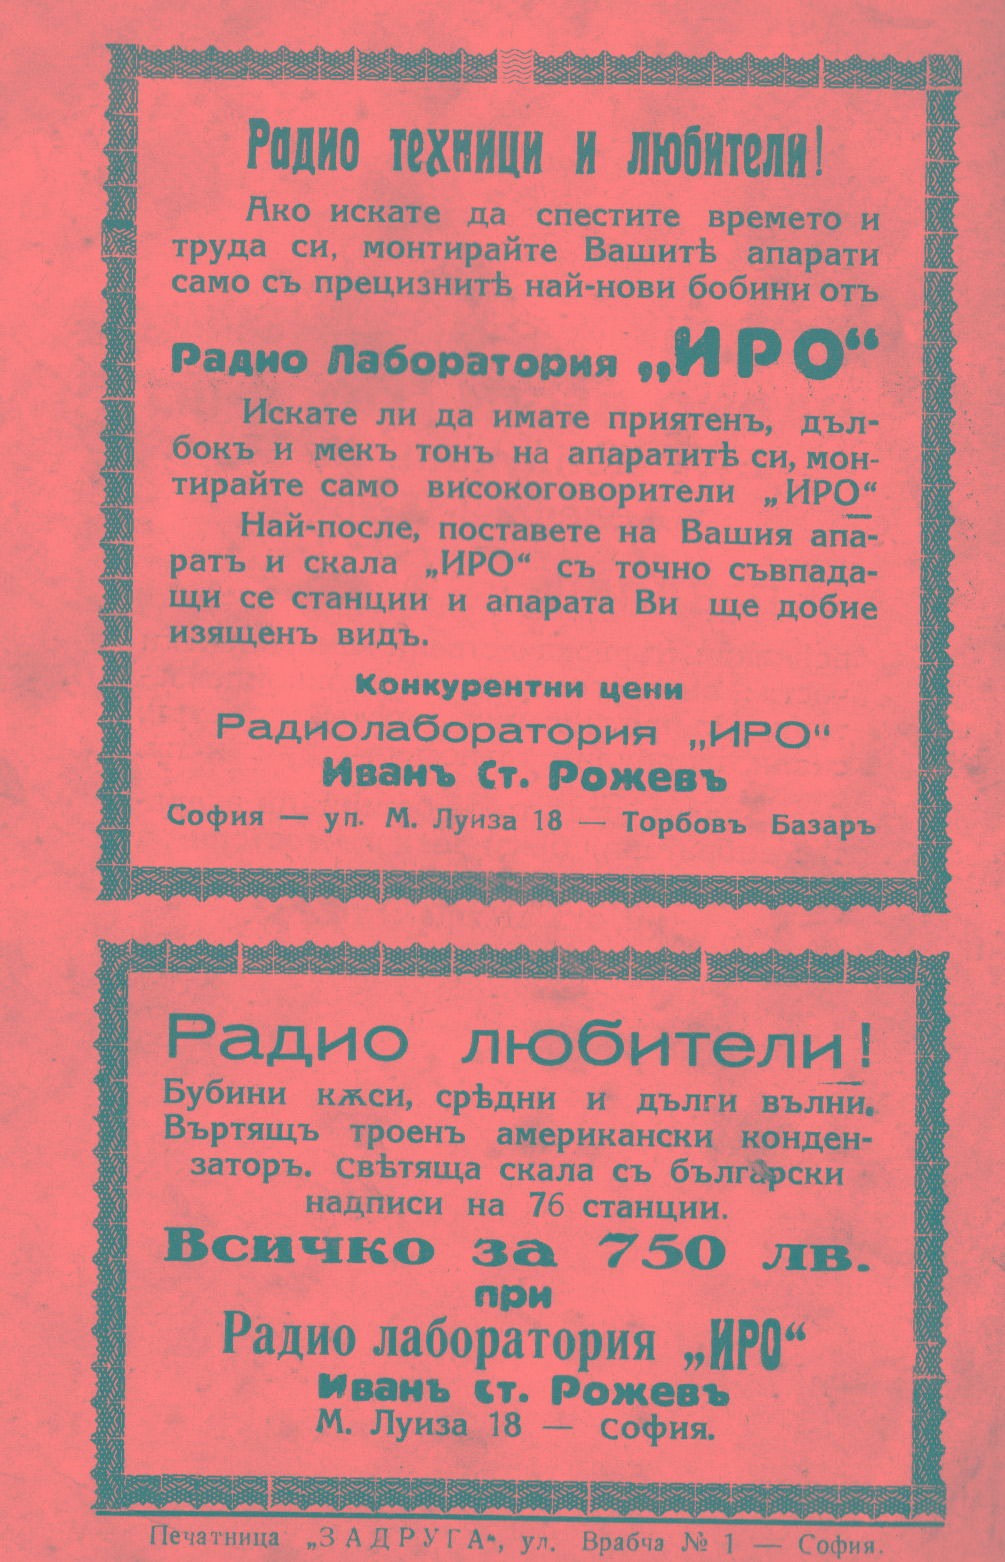 Радио техници и любители!
Ако искате да спестите времето и
труда си, монтирайте Вашитѣ апарати
само съ прецизнитѣ най-нови бобини отъ
Радио Лаборатория „ИРО“
Искате ли да имате приятенъ, дъл-
бокъ и мекъ тонъ на апаратитѣ си, мон-
тирайте само високоговорители „ИРО“
Най-после, поставете на Вашия апа-
ратъ и скала „ИРО“ съ точно съвпада-
щи се станции и апарата Ви ще добие
изященъ видъ.
Конкурентни цени
Радиолаборатория „ИРО“
Иванъ Ст. Рожевъ
София — ул. М. Луиза 18 — Торбовъ Базаръ
Радио любители!
Бубини кѫси, срѣдни и дълги вълни.
Въртящъ троенъ американски конден-
заторъ. Свѣтяща скала съ български
надписи на 76 станции.
Всичко за 750 лв.
при
Радио лаборатория „ИРО“
Иванъ Ст. Рожевъ
М. Луиза 18 — София.
Печатница „ЗАДРУГА“, ул. Врабча № 1 — София.